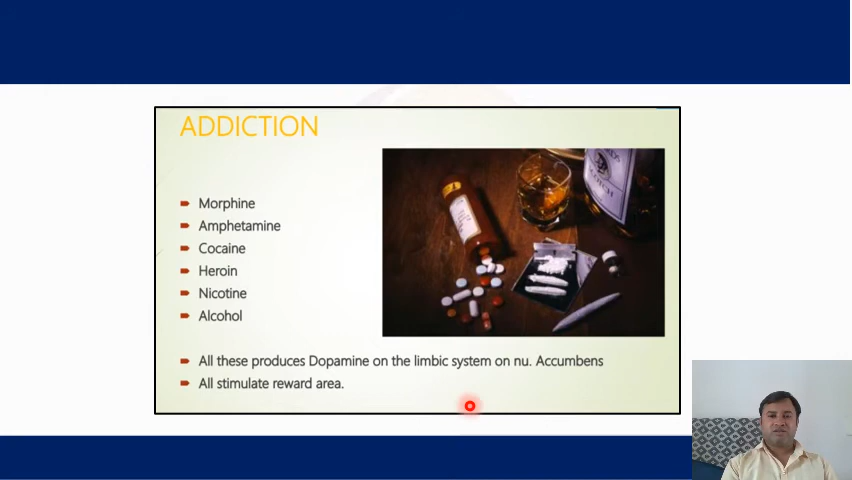 ADDICTION
Morphine
Amphetamine
Cocaine
Heroin
Nicotine
Alcohol
All these produces Dopamine on the limbic system on nu. Accumbens
All stimulate reward area.
SCOTCH